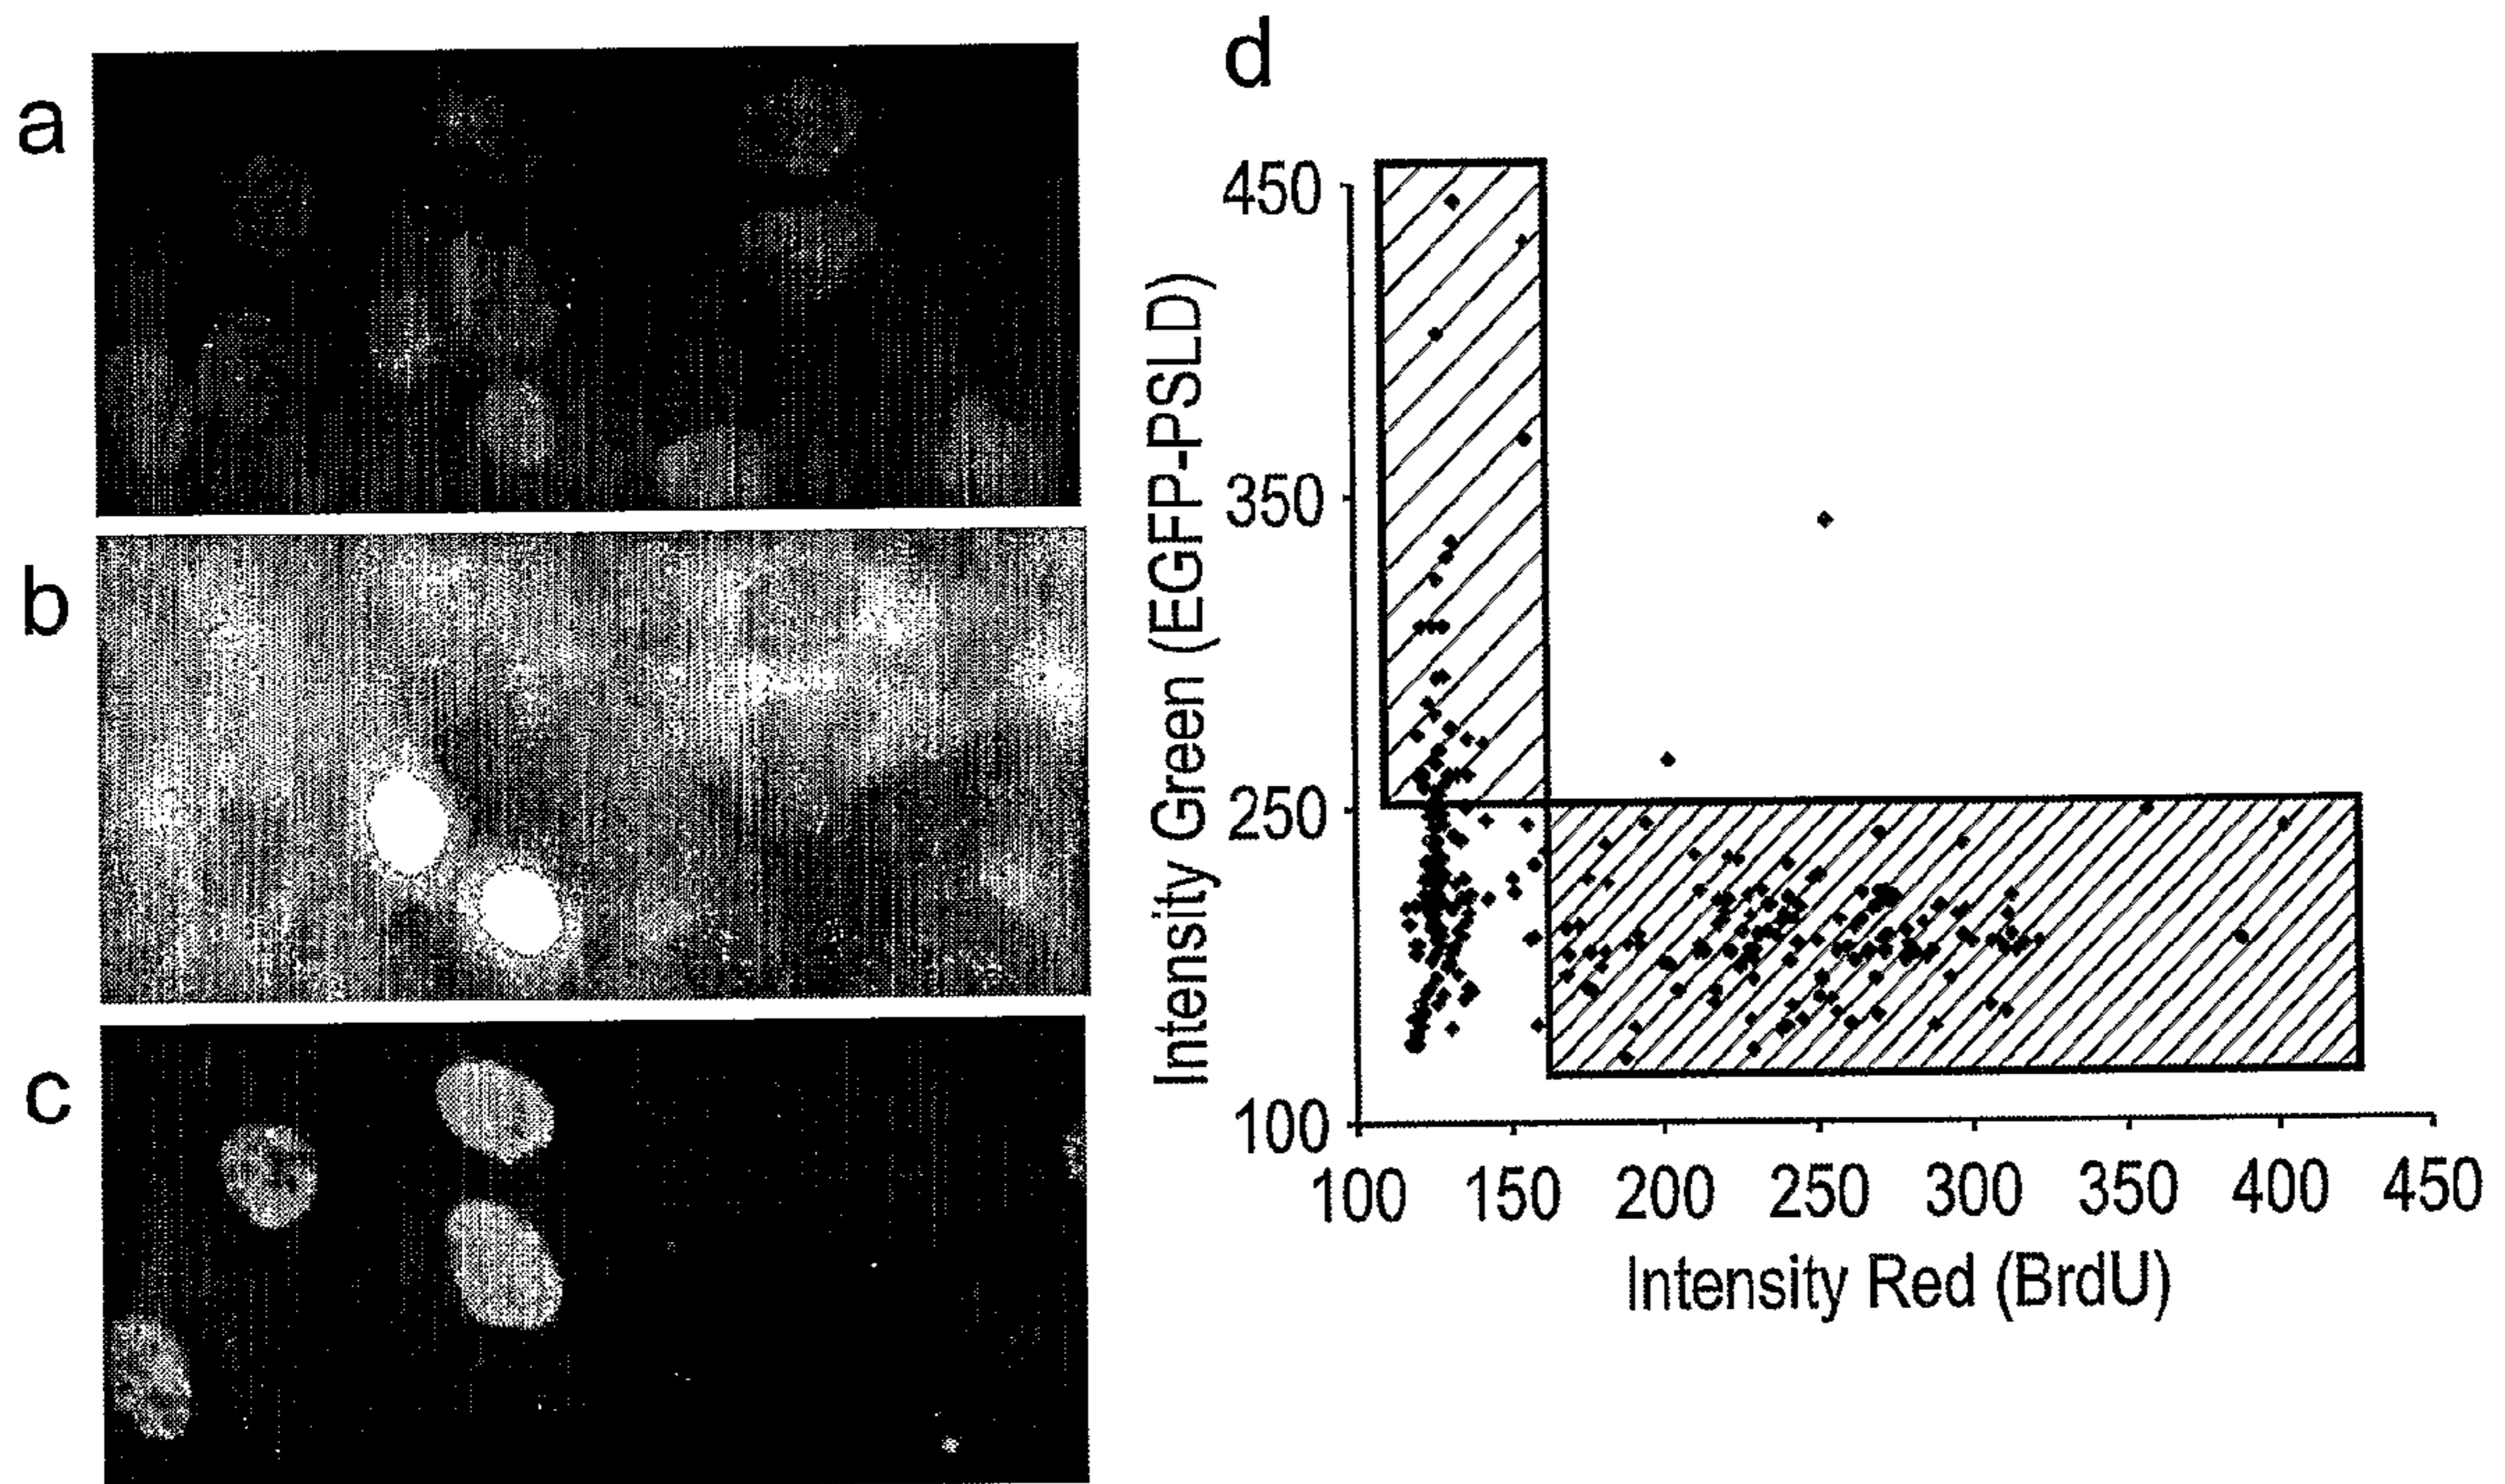 a
b
c
d
Intensity Green (EGFP-PSLD)
450
350
250
100
100 150 200 250 300 350 400 450
Intensity Red (BrdU)